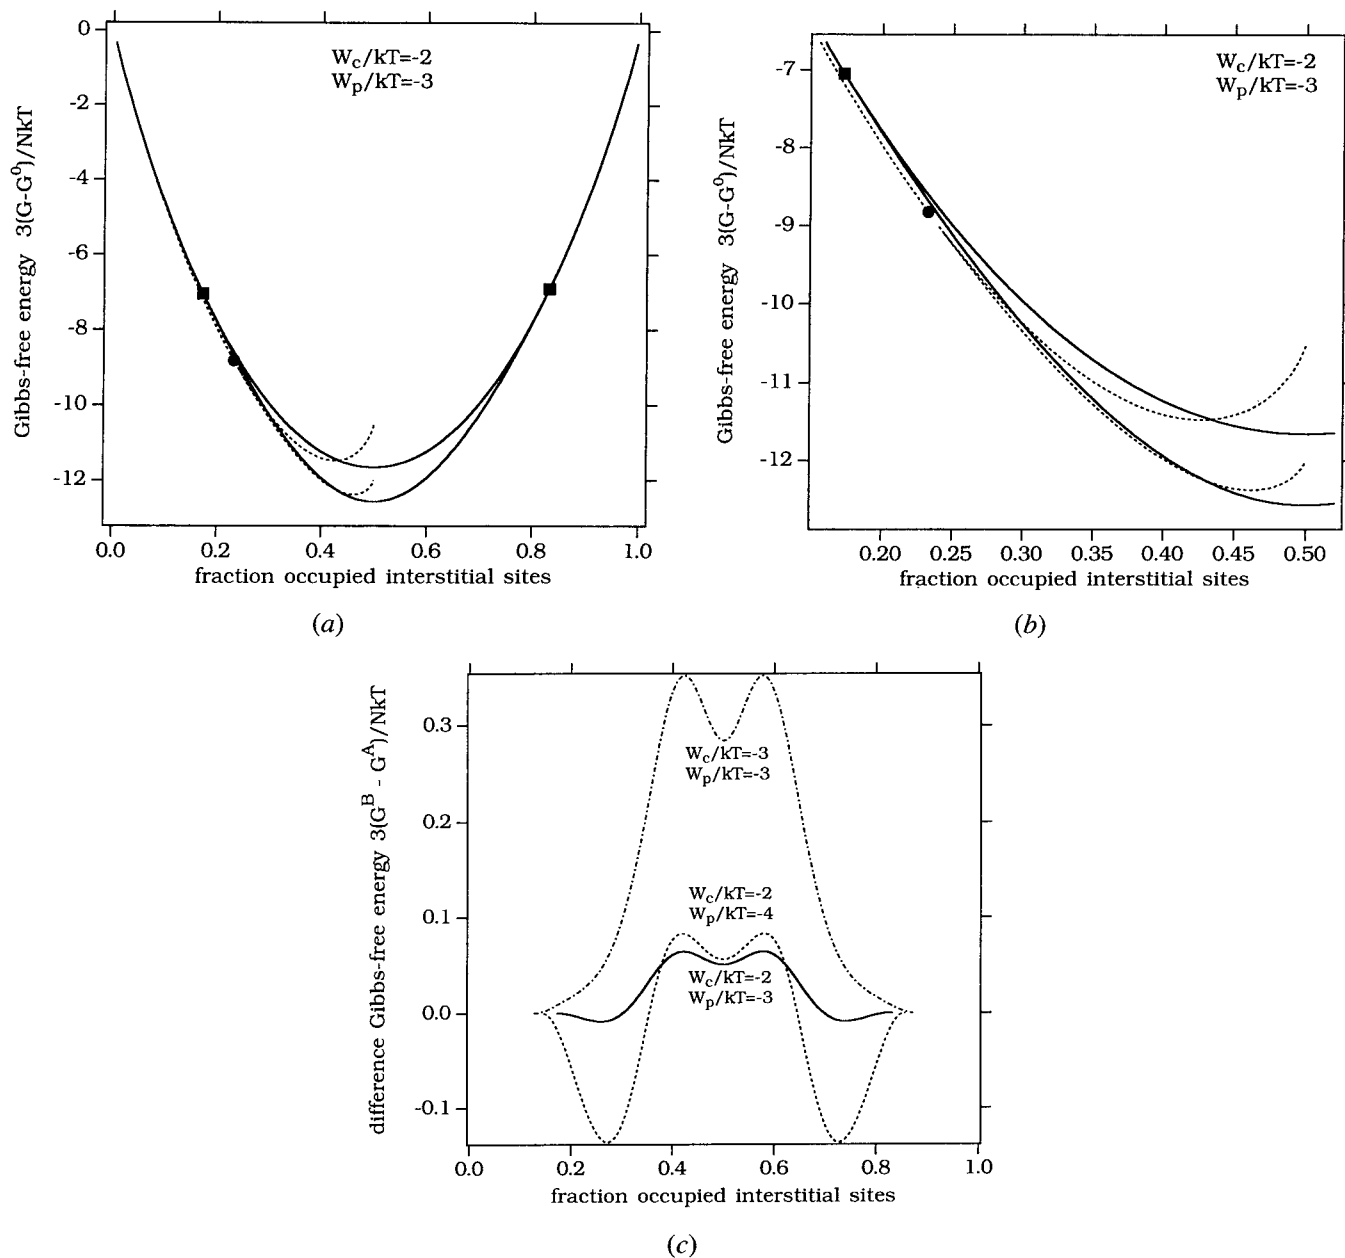 0
-2
-4
-6
-8
-10
-12
Gibbs-free energy 3(G-G⁰)/NkT
W_c/kT=-2
W_p/kT=-3
0.0 0.2 0.4 0.6 0.8 1.0
fraction occupied interstitial sites
(a)
-7
-8
-9
-10
-11
-12
Gibbs-free energy 3(G-G⁰)/NkT
W_c/kT=-2
W_p/kT=-3
0.20 0.25 0.30 0.35 0.40 0.45 0.50
fraction occupied interstitial sites
(b)
0.3
0.2
0.1
0.0
-0.1
difference Gibbs-free energy 3(G^B - G^A)/NkT
W_c/kT=-3
W_p/kT=-3
W_c/kT=-2
W_p/kT=-4
W_c/kT=-2
W_p/kT=-3
0.0 0.2 0.4 0.6 0.8 1.0
fraction occupied interstitial sites
(c)